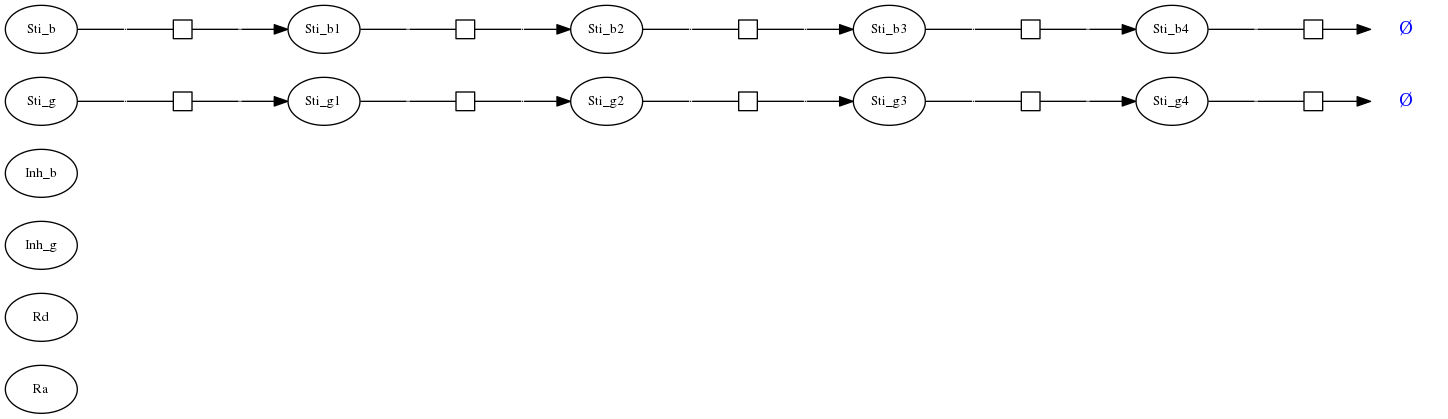 Sti_b Sti_b1 Sti_b2 Sti_b3 Sti_b4 Ø
Sti_g Sti_g1 Sti_g2 Sti_g3 Sti_g4 Ø
Inh_b
Inh_g
Rd
Ra